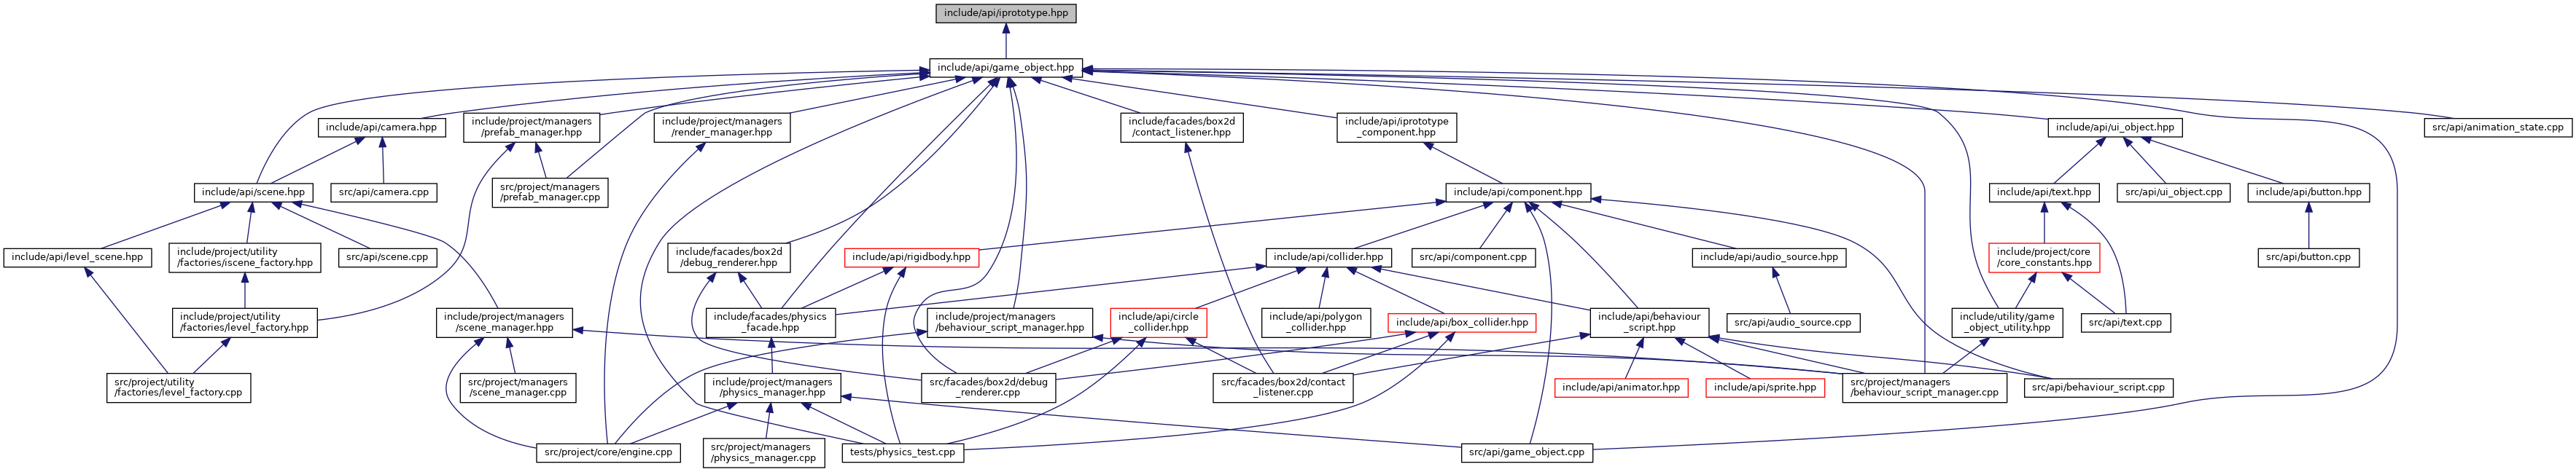 include/api/iprototype.hpp
include/api/game_object.hpp
include/api/camera.hpp
include/project/managers
/prefab_manager.hpp
include/project/managers
/render_manager.hpp
include/facades/box2d
/contact_listener.hpp
include/api/iprototype
_component.hpp
include/api/ui_object.hpp
src/api/animation_state.cpp
include/api/scene.hpp
src/api/camera.cpp
src/project/managers
/prefab_manager.cpp
include/api/component.hpp
include/api/text.hpp
src/api/ui_object.cpp
include/api/button.hpp
include/api/level_scene.hpp
include/project/utility
/factories/iscene_factory.hpp
src/api/scene.cpp
include/facades/box2d
/debug_renderer.hpp
include/api/rigidbody.hpp
include/api/collider.hpp
src/api/component.cpp
include/api/audio_source.hpp
include/project/core
/core_constants.hpp
src/api/button.cpp
include/project/utility
/factories/level_factory.hpp
include/project/managers
/scene_manager.hpp
include/facades/physics
_facade.hpp
include/project/managers
/behaviour_script_manager.hpp
include/api/circle
_collider.hpp
include/api/polygon
_collider.hpp
include/api/box_collider.hpp
include/api/behaviour
_script.hpp
src/api/audio_source.cpp
include/utility/game
_object_utility.hpp
src/api/text.cpp
src/project/utility
/factories/level_factory.cpp
src/project/managers
/scene_manager.cpp
include/project/managers
/physics_manager.hpp
src/facades/box2d/debug
_renderer.cpp
src/facades/box2d/contact
_listener.cpp
include/api/animator.hpp
include/api/sprite.hpp
src/project/managers
/behaviour_script_manager.cpp
src/api/behaviour_script.cpp
src/project/core/engine.cpp
src/project/managers
/physics_manager.cpp
tests/physics_test.cpp
src/api/game_object.cpp